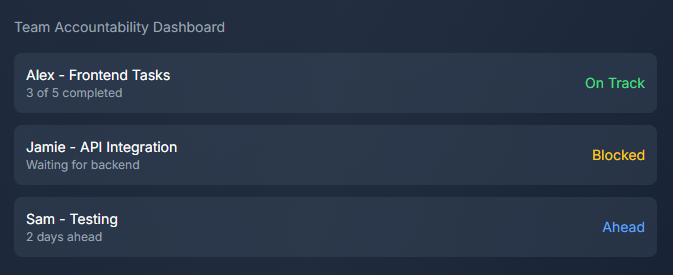 Team Accountability Dashboard
Alex - Frontend Tasks
On Track
3 of 5 completed
Jamie - API Integration
Blocked
Waiting for backend
Sam - Testing
Ahead
2 days ahead